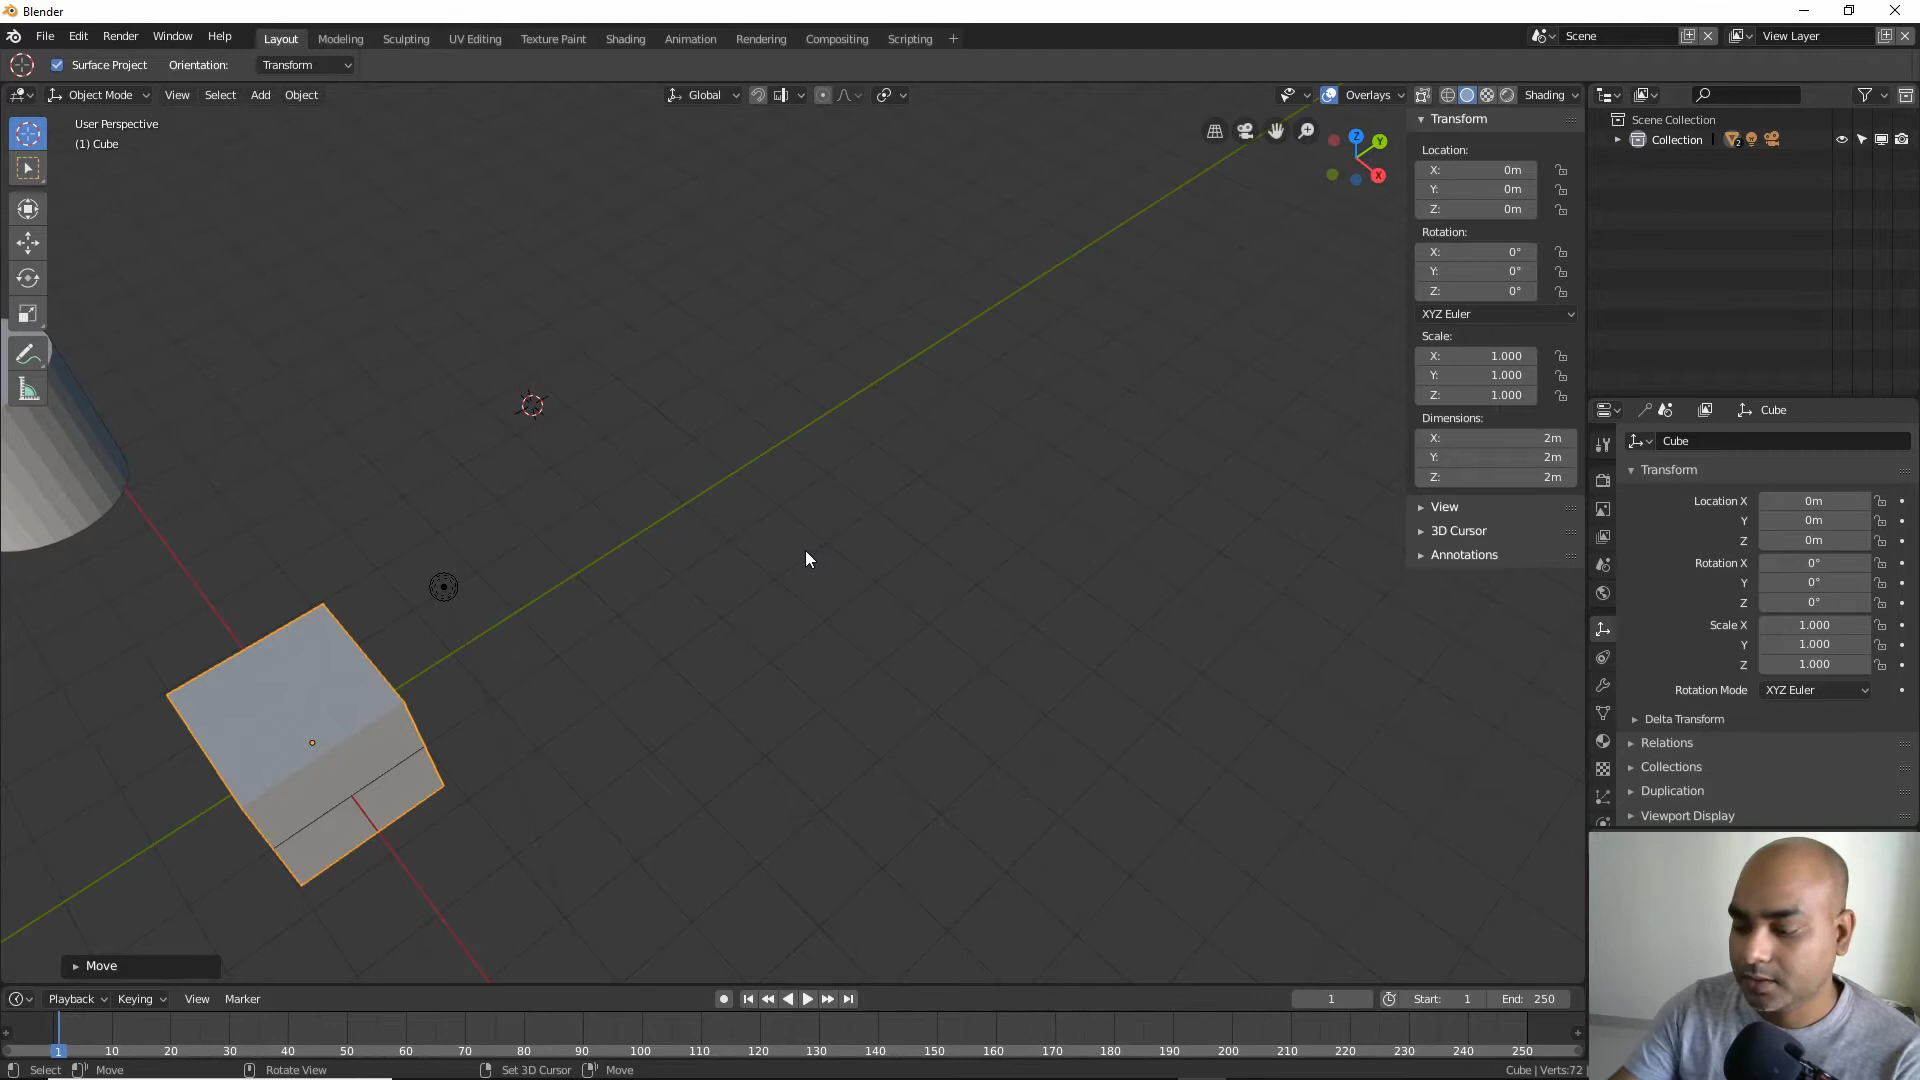 Blender
File Edit Render Window Help
Layout Modeling Sculpting UV Editing Texture Paint Shading Animation Rendering Compositing Scripting +
Scene
View Layer
Surface Project Orientation: Transform
Object Mode View Select Add Object
Global
Overlays
Shading
User Perspective
(1) Cube
Z
Y
X
Transform
Location:
X: 0m
Y: 0m
Z: 0m
Rotation:
X: 0°
Y: 0°
Z: 0°
XYZ Euler
Scale:
X: 1.000
Y: 1.000
Z: 1.000
Dimensions:
X: 2m
Y: 2m
Z: 2m
View
3D Cursor
Annotations
Scene Collection
Collection
2
Cube
Cube
Transform
Location X 0m
Y 0m
Z 0m
Rotation X 0°
Y 0°
Z 0°
Scale X 1.000
Y 1.000
Z 1.000
Rotation Mode XYZ Euler
Delta Transform
Relations
Collections
Duplication
Viewport Display
Move
Playback Keying View Marker
1
Start: 1
End: 250
1 10 20 30 40 50 60 70 80 90 100 110 120 130 140 150 160 170 180 190 200 210 220 230 240 250
Select Move Rotate View Set 3D Cursor Move
Cube | Verts:72